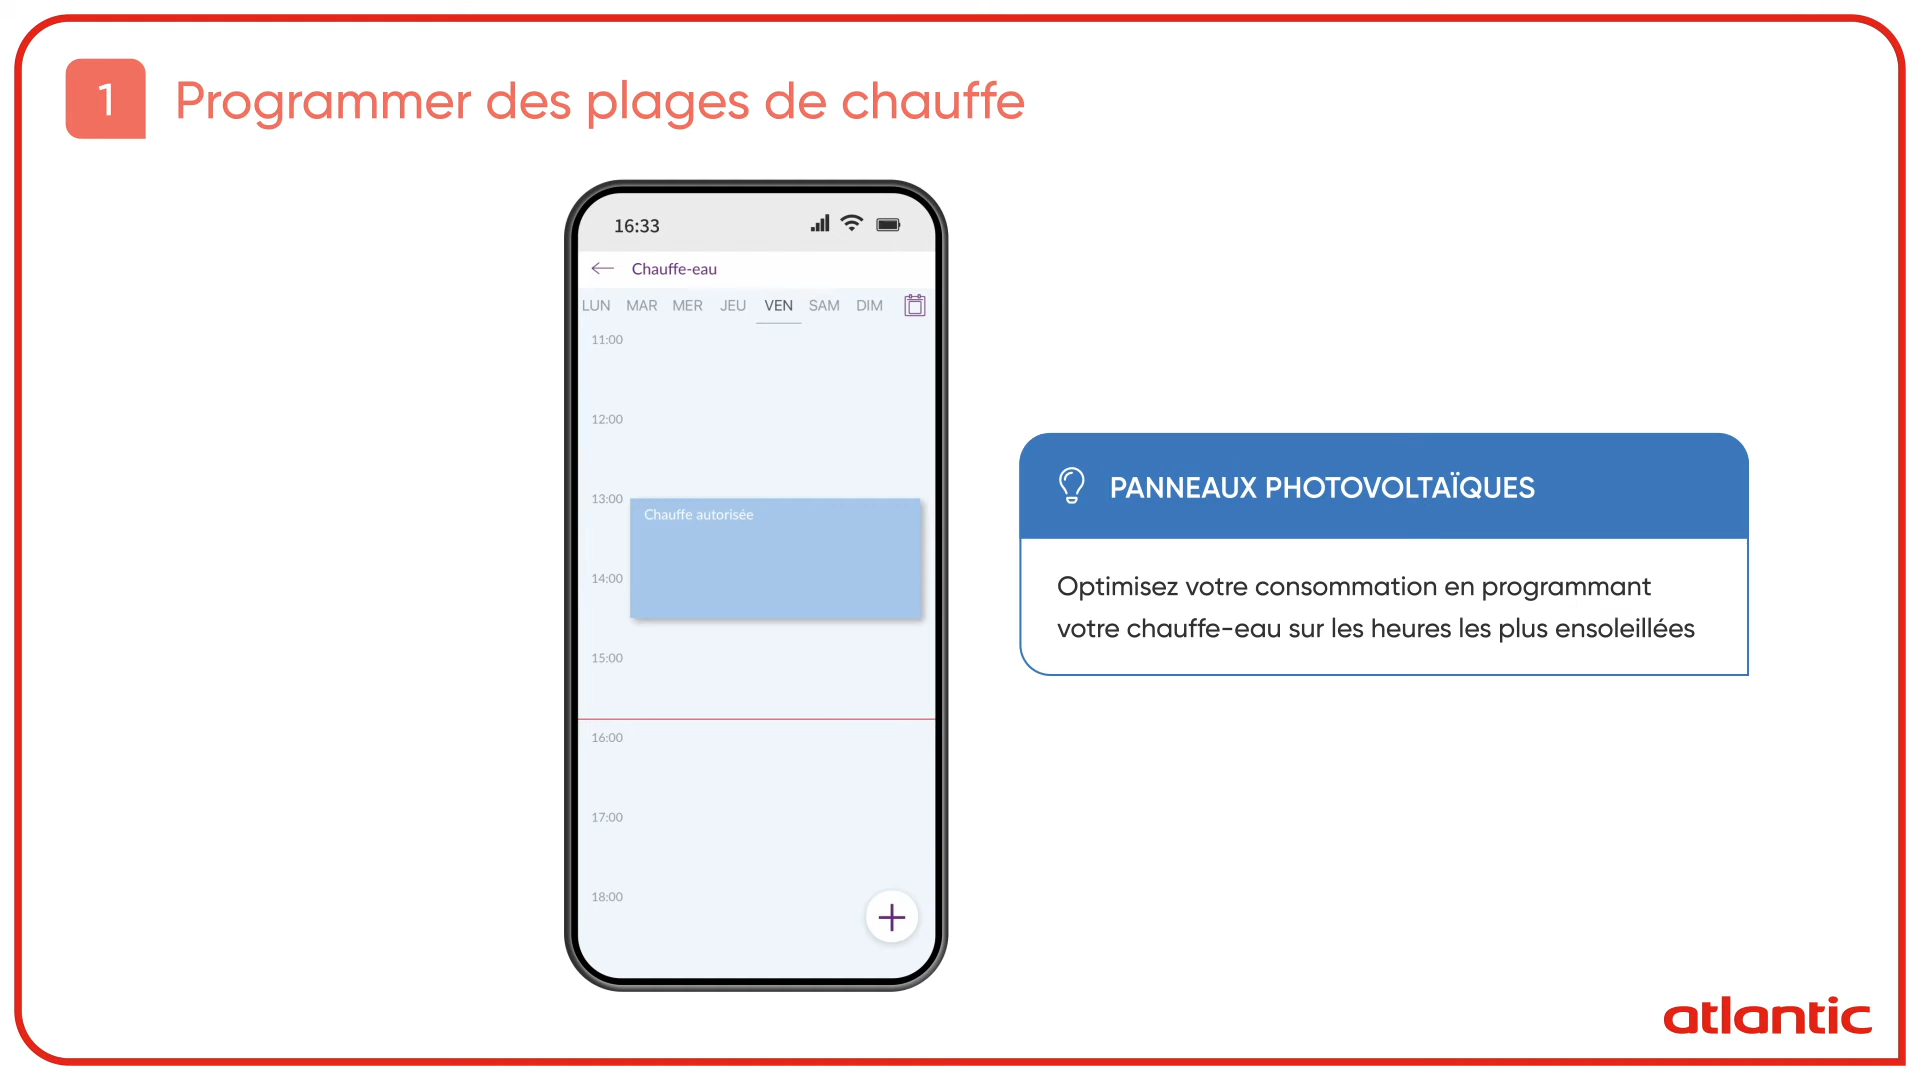 1 Programmer des plages de chauffe
16:33
Chauffe-eau
LUN MAR MER JEU VEN SAM DIM
11:00
12:00
13:00
Chauffe autorisée
14:00
15:00
16:00
17:00
18:00
PANNEAUX PHOTOVOLTAÏQUES
Optimisez votre consommation en programmant
votre chauffe-eau sur les heures les plus ensoleillées
atlantic